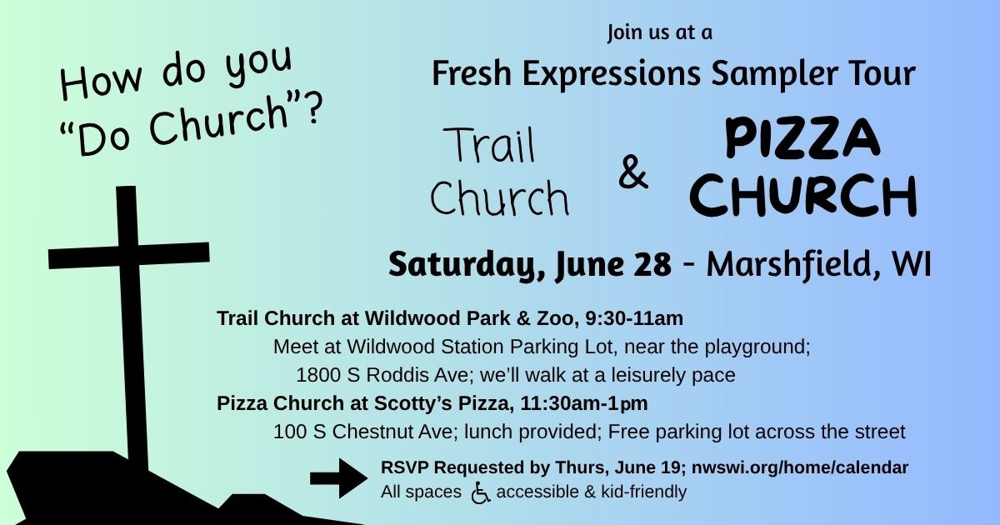 How do you
“Do Church”?
Join us at a
Fresh Expressions Sampler Tour
Trail
Church
&
PIZZA
CHURCH
Saturday, June 28 - Marshfield, WI
Trail Church at Wildwood Park & Zoo, 9:30-11am
Meet at Wildwood Station Parking Lot, near the playground;
1800 S Roddis Ave; we’ll walk at a leisurely pace
Pizza Church at Scotty’s Pizza, 11:30am-1pm
100 S Chestnut Ave; lunch provided; Free parking lot across the street
RSVP Requested by Thurs, June 19; nwswi.org/home/calendar
All spaces accessible & kid-friendly